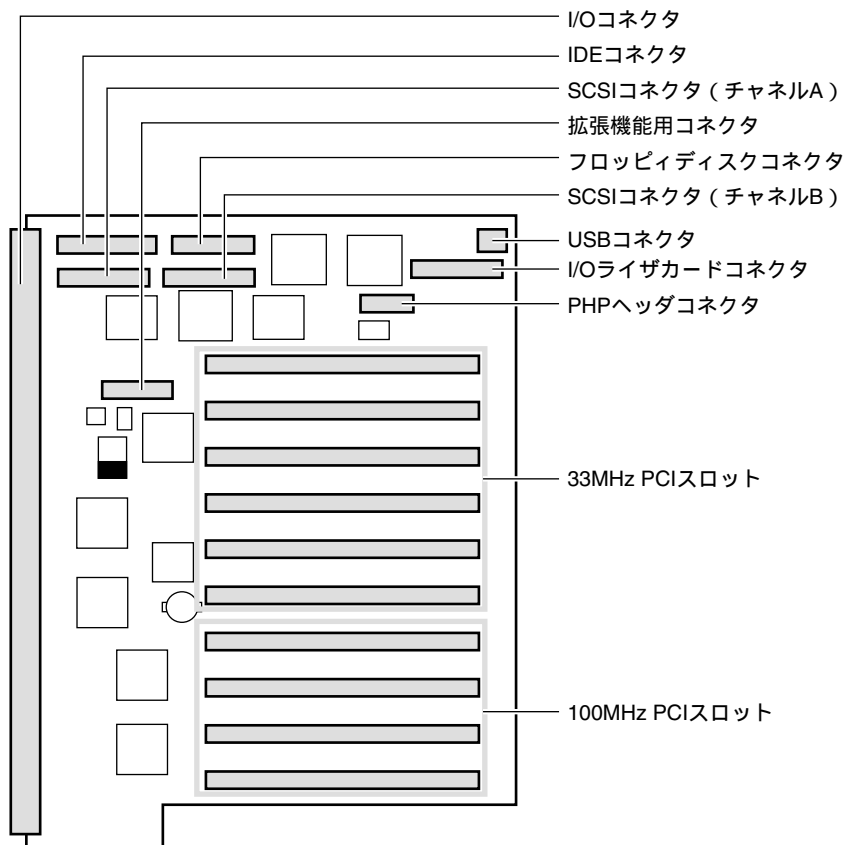 I/Oコネクタ
IDEコネクタ
SCSIコネクタ（チャネルA）
拡張機能用コネクタ
フロッピィディスクコネクタ
SCSIコネクタ（チャネルB）
USBコネクタ
I/Oライザカードコネクタ
PHPヘッダコネクタ
33MHz PCIスロット
100MHz PCIスロット